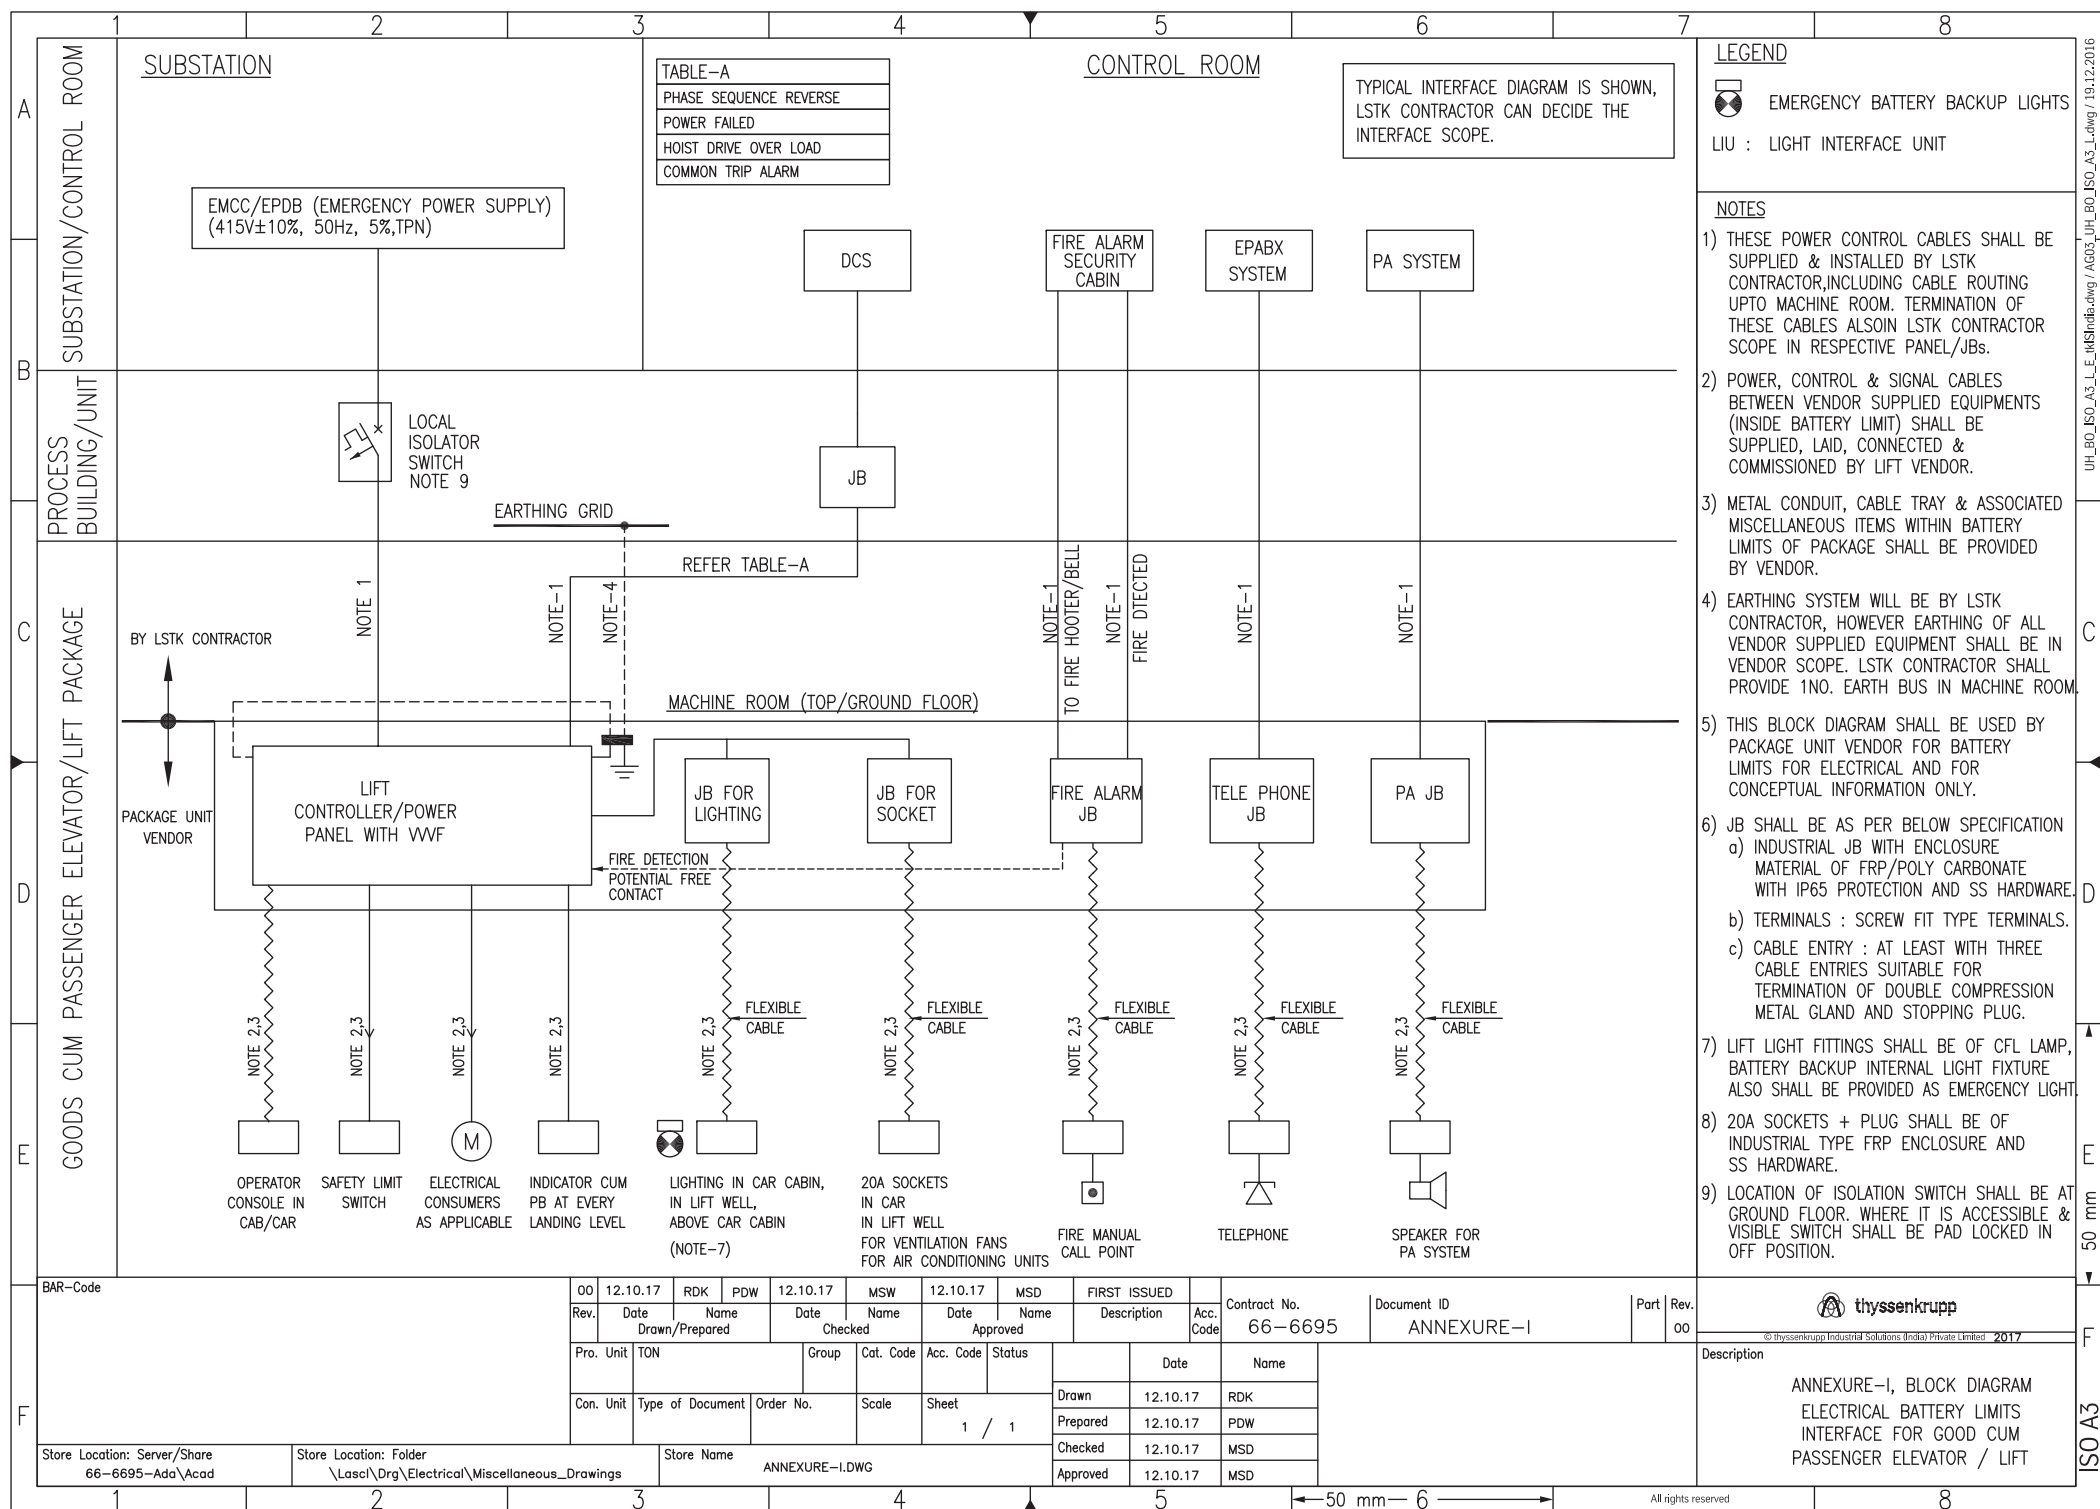 1 2 3 4 5 6 7 8
A
B
C
D
E
F
SUBSTATION/CONTROL ROOM
PROCESS
BUILDING/UNIT
GOODS CUM PASSENGER ELEVATOR/LIFT PACKAGE
SUBSTATION
CONTROL ROOM
TABLE-A
PHASE SEQUENCE REVERSE
POWER FAILED
HOIST DRIVE OVER LOAD
COMMON TRIP ALARM
TYPICAL INTERFACE DIAGRAM IS SHOWN,
LSTK CONTRACTOR CAN DECIDE THE
INTERFACE SCOPE.
EMCC/EPDB (EMERGENCY POWER SUPPLY)
(415V±10%, 50Hz, 5%,TPN)
DCS
FIRE ALARM
SECURITY
CABIN
EPABX
SYSTEM
PA SYSTEM
LOCAL
ISOLATOR
SWITCH
NOTE 9
JB
EARTHING GRID
REFER TABLE-A
NOTE 1
NOTE-1
NOTE-4
NOTE-1
TO FIRE HOOTER/BELL
NOTE-1
FIRE DTECTED
NOTE-1
NOTE-1
BY LSTK CONTRACTOR
PACKAGE UNIT
VENDOR
MACHINE ROOM (TOP/GROUND FLOOR)
LIFT
CONTROLLER/POWER
PANEL WITH VVVF
JB FOR
LIGHTING
JB FOR
SOCKET
FIRE ALARM
JB
TELE PHONE
JB
PA JB
FIRE DETECTION
POTENTIAL FREE
CONTACT
NOTE 2,3
NOTE 2,3
NOTE 2,3
NOTE 2,3
NOTE 2,3
FLEXIBLE
CABLE
NOTE 2,3
FLEXIBLE
CABLE
NOTE 2,3
FLEXIBLE
CABLE
NOTE 2,3
FLEXIBLE
CABLE
NOTE 2,3
FLEXIBLE
CABLE
M
OPERATOR
CONSOLE IN
CAB/CAR
SAFETY LIMIT
SWITCH
ELECTRICAL
CONSUMERS
AS APPLICABLE
INDICATOR CUM
PB AT EVERY
LANDING LEVEL
LIGHTING IN CAR CABIN,
IN LIFT WELL,
ABOVE CAR CABIN
(NOTE-7)
20A SOCKETS
IN CAR
IN LIFT WELL
FOR VENTILATION FANS
FOR AIR CONDITIONING UNITS
FIRE MANUAL
CALL POINT
TELEPHONE
SPEAKER FOR
PA SYSTEM
LEGEND
EMERGENCY BATTERY BACKUP LIGHTS
LIU : LIGHT INTERFACE UNIT
NOTES
1) THESE POWER CONTROL CABLES SHALL BE
SUPPLIED & INSTALLED BY LSTK
CONTRACTOR,INCLUDING CABLE ROUTING
UPTO MACHINE ROOM. TERMINATION OF
THESE CABLES ALSOIN LSTK CONTRACTOR
SCOPE IN RESPECTIVE PANEL/JBs.
2) POWER, CONTROL & SIGNAL CABLES
BETWEEN VENDOR SUPPLIED EQUIPMENTS
(INSIDE BATTERY LIMIT) SHALL BE
SUPPLIED, LAID, CONNECTED &
COMMISSIONED BY LIFT VENDOR.
3) METAL CONDUIT, CABLE TRAY & ASSOCIATED
MISCELLANEOUS ITEMS WITHIN BATTERY
LIMITS OF PACKAGE SHALL BE PROVIDED
BY VENDOR.
4) EARTHING SYSTEM WILL BE BY LSTK
CONTRACTOR, HOWEVER EARTHING OF ALL
VENDOR SUPPLIED EQUIPMENT SHALL BE IN
VENDOR SCOPE. LSTK CONTRACTOR SHALL
PROVIDE 1NO. EARTH BUS IN MACHINE ROOM.
5) THIS BLOCK DIAGRAM SHALL BE USED BY
PACKAGE UNIT VENDOR FOR BATTERY
LIMITS FOR ELECTRICAL AND FOR
CONCEPTUAL INFORMATION ONLY.
6) JB SHALL BE AS PER BELOW SPECIFICATION
a) INDUSTRIAL JB WITH ENCLOSURE
MATERIAL OF FRP/POLY CARBONATE
WITH IP65 PROTECTION AND SS HARDWARE.
b) TERMINALS : SCREW FIT TYPE TERMINALS.
c) CABLE ENTRY : AT LEAST WITH THREE
CABLE ENTRIES SUITABLE FOR
TERMINATION OF DOUBLE COMPRESSION
METAL GLAND AND STOPPING PLUG.
7) LIFT LIGHT FITTINGS SHALL BE OF CFL LAMP,
BATTERY BACKUP INTERNAL LIGHT FIXTURE
ALSO SHALL BE PROVIDED AS EMERGENCY LIGHT.
8) 20A SOCKETS + PLUG SHALL BE OF
INDUSTRIAL TYPE FRP ENCLOSURE AND
SS HARDWARE.
9) LOCATION OF ISOLATION SWITCH SHALL BE AT
GROUND FLOOR. WHERE IT IS ACCESSIBLE &
VISIBLE SWITCH SHALL BE PAD LOCKED IN
OFF POSITION.
C
D
E
F
50 mm
ISO A3
BAR-Code
00 12.10.17 RDK PDW 12.10.17 MSW 12.10.17 MSD FIRST ISSUED
Rev. Date Name Date Name Date Name Description Acc. Code
Drawn/Prepared Checked Approved
Contract No. Document ID Part Rev.
66-6695 ANNEXURE-I 00
Pro. Unit TON Group Cat. Code Acc. Code Status
Con. Unit Type of Document Order No. Scale Sheet
1 / 1
Date Name
Drawn 12.10.17 RDK
Prepared 12.10.17 PDW
Checked 12.10.17 MSD
Approved 12.10.17 MSD
Store Location: Server/Share
66-6695-Ada\Acad
Store Location: Folder
\Lascl\Drg\Electrical\Miscellaneous_Drawings
Store Name
ANNEXURE-I.DWG
thyssenkrupp
© thyssenkrupp Industrial Solutions (India) Private Limited 2017
Description
ANNEXURE-I, BLOCK DIAGRAM
ELECTRICAL BATTERY LIMITS
INTERFACE FOR GOOD CUM
PASSENGER ELEVATOR / LIFT
1 2 3 4 5 50 mm 6 8
All rights reserved